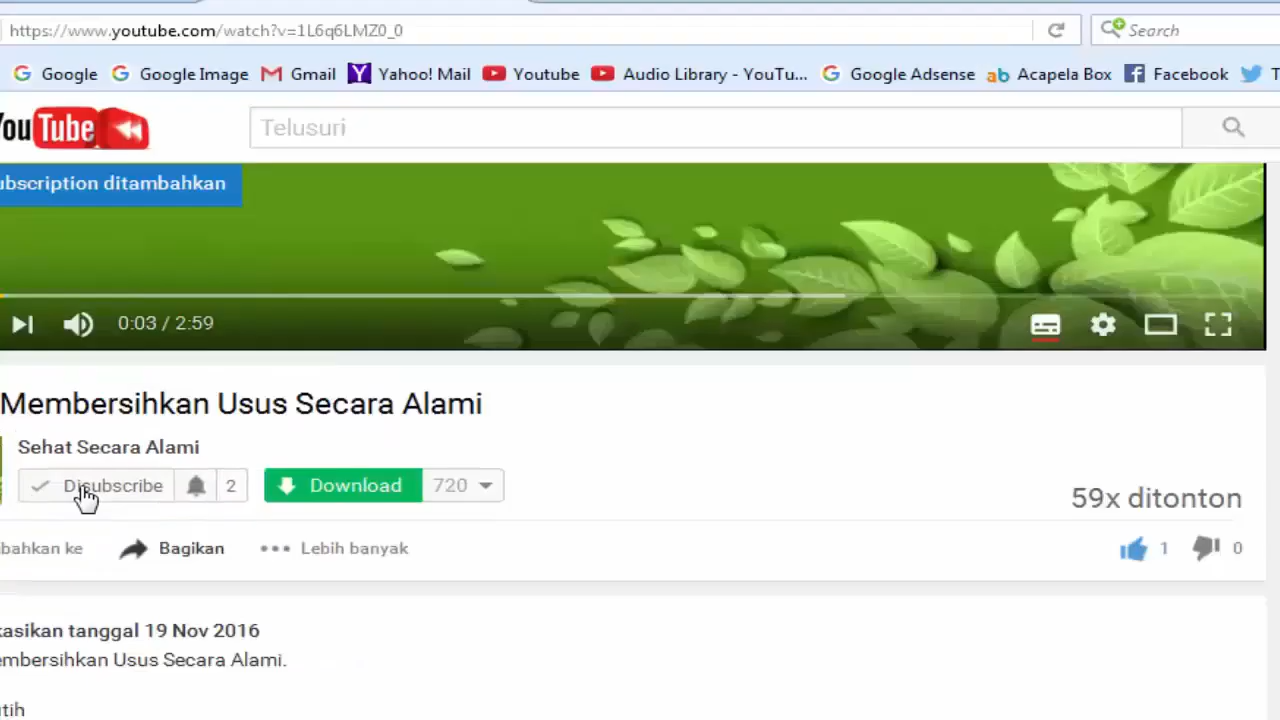 https://www.youtube.com/watch?v=1L6q6LMZ0_0
Search
Google Google Image Gmail Yahoo! Mail Youtube Audio Library - YouTu... Google Adsense ab Acapela Box Facebook T
You Tube Telusuri
ubscription ditambahkan
0:03 / 2:59
Membersihkan Usus Secara Alami
Sehat Secara Alami
Disubscribe 2 Download 720
59x ditonton
bahkan ke Bagikan Lebih banyak
1 0
kasikan tanggal 19 Nov 2016
embersihkan Usus Secara Alami.
utih